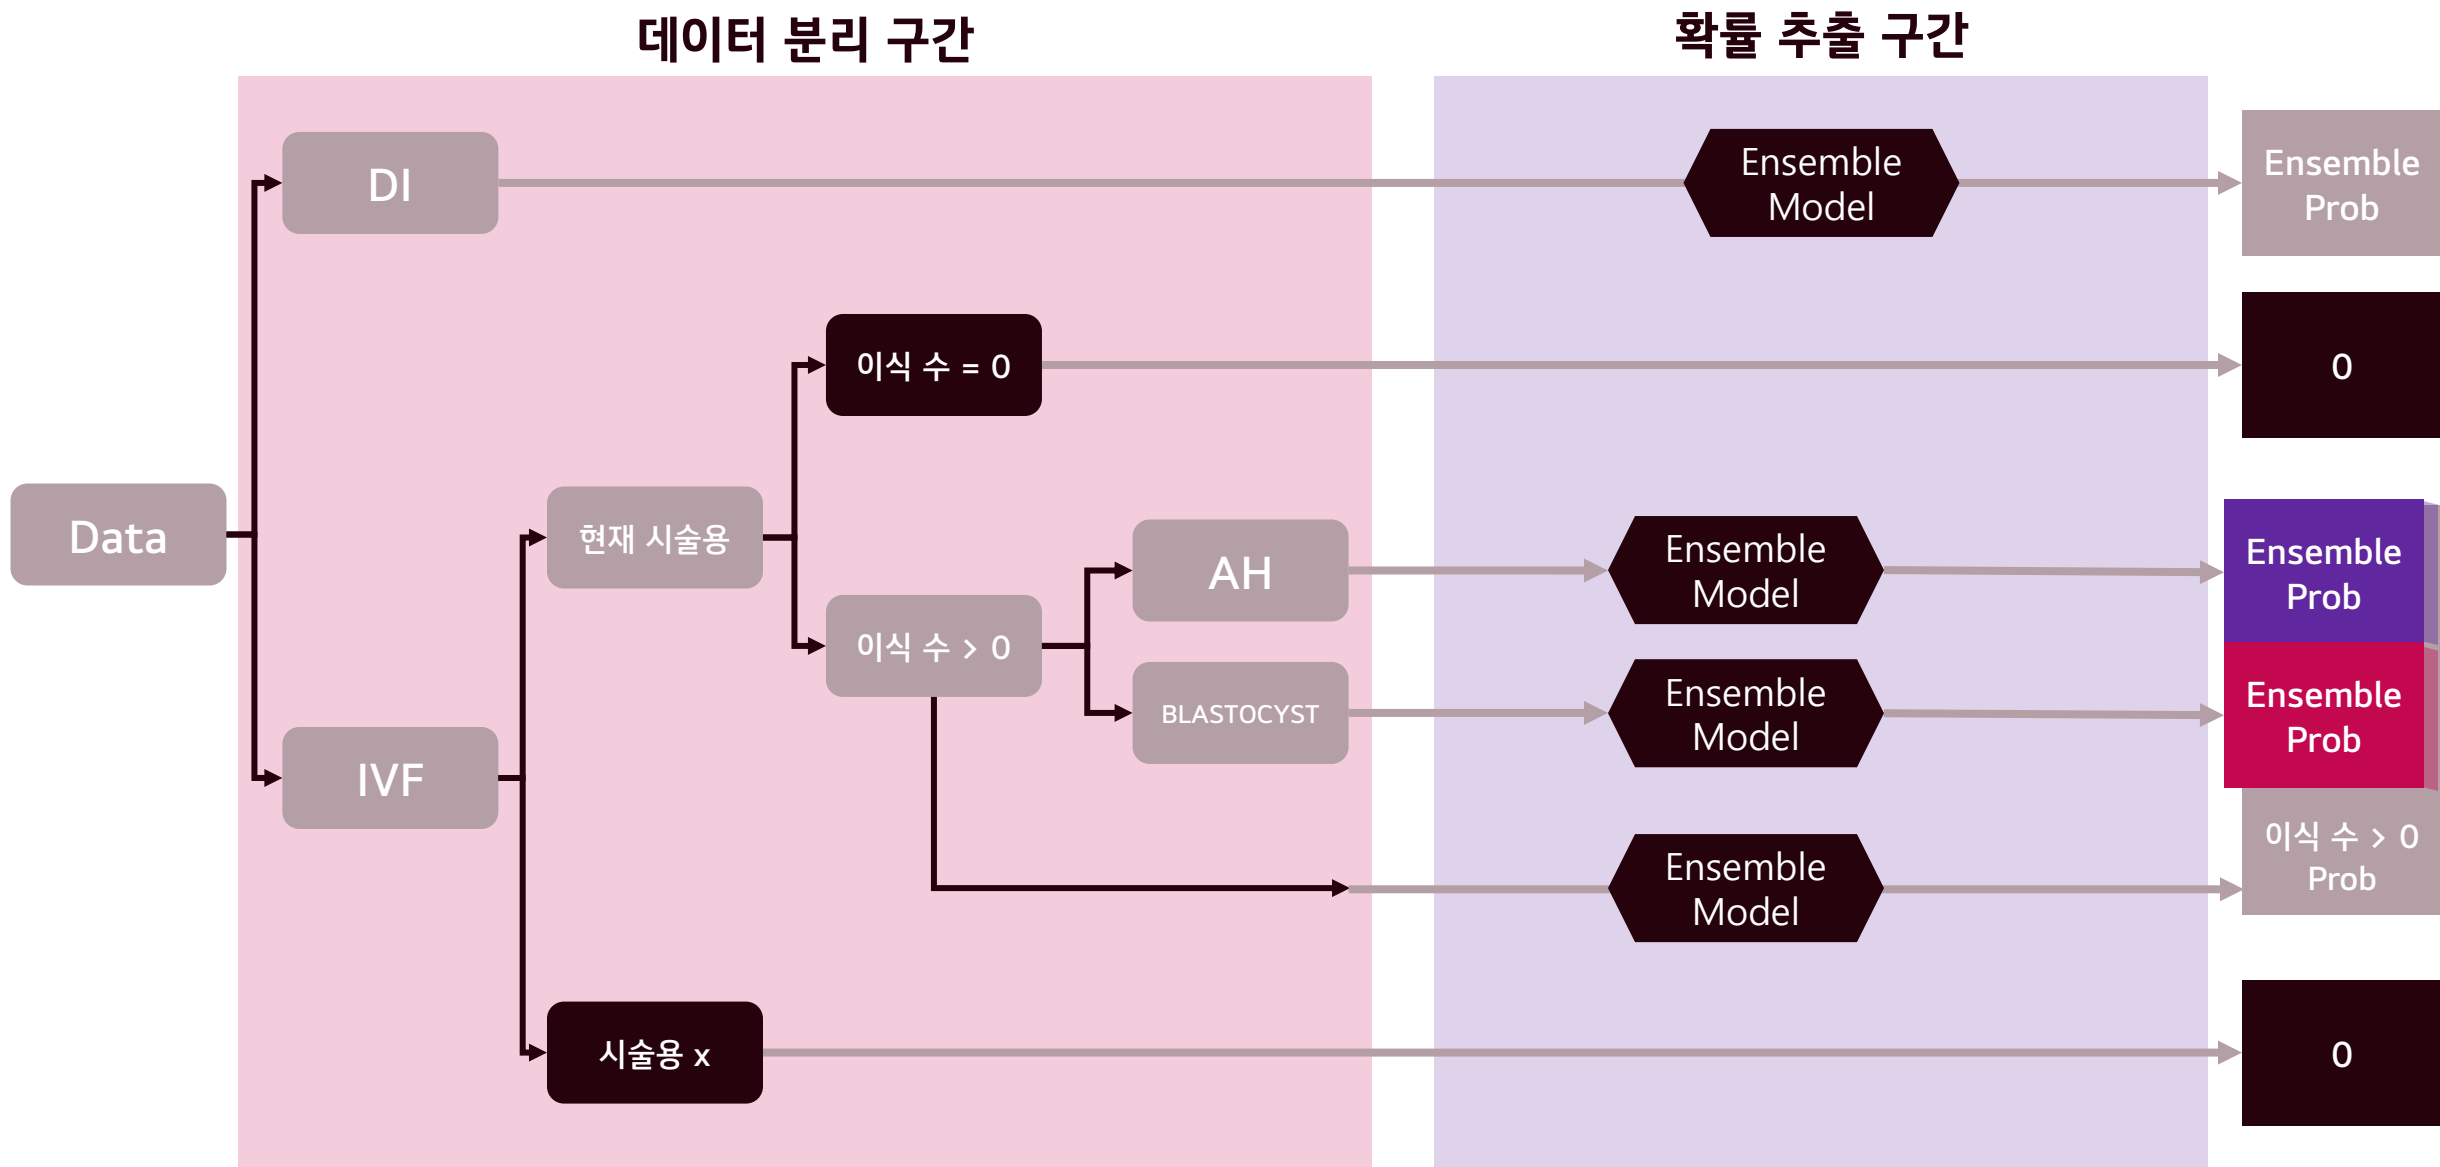 데이터 분리 구간
확률 추출 구간
DI
Ensemble
Model
Ensemble
Prob
이식 수 = 0
0
Data
현재 시술용
이식 수 > 0
AH
Ensemble
Model
Ensemble
Prob
BLASTOCYST
Ensemble
Model
Ensemble
Prob
IVF
Ensemble
Model
이식 수 > 0
Prob
시술용 x
0